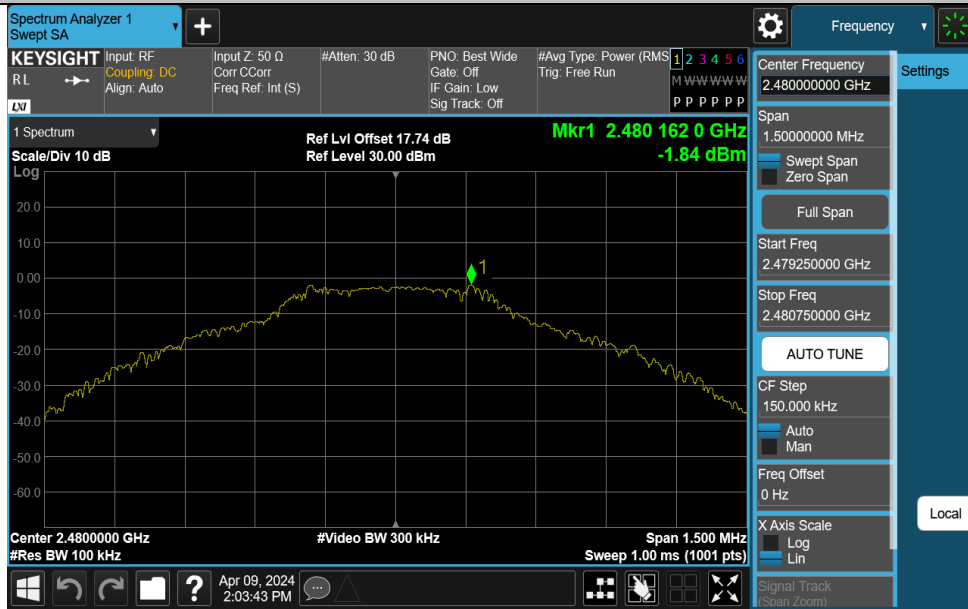 Spectrum Analyzer 1
Swept SA
+
Frequency
KEYSIGHT
RL
LXI
Input: RF
Coupling: DC
Align: Auto
Input Z: 50 Ω
Corr CCorr
Freq Ref: Int (S)
#Atten: 30 dB
PNO: Best Wide
Gate: Off
IF Gain: Low
Sig Track: Off
#Avg Type: Power (RMS
Trig: Free Run
1 2 3 4 5 6
M W W W W W
P P P P P P
1 Spectrum
Scale/Div 10 dB
Log
Ref Lvl Offset 17.74 dB
Ref Level 30.00 dBm
Mkr1 2.480 162 0 GHz
-1.84 dBm
1
20.0
10.0
0.00
-10.0
-20.0
-30.0
-40.0
-50.0
-60.0
Center 2.4800000 GHz
#Res BW 100 kHz
#Video BW 300 kHz
Span 1.500 MHz
Sweep 1.00 ms (1001 pts)
?
Apr 09, 2024
2:03:43 PM
Center Frequency
2.480000000 GHz
Span
1.50000000 MHz
Swept Span
Zero Span
Full Span
Start Freq
2.479250000 GHz
Stop Freq
2.480750000 GHz
AUTO TUNE
CF Step
150.000 kHz
Auto
Man
Freq Offset
0 Hz
X Axis Scale
Log
Lin
Signal Track
(Span Zoom)
Settings
Local